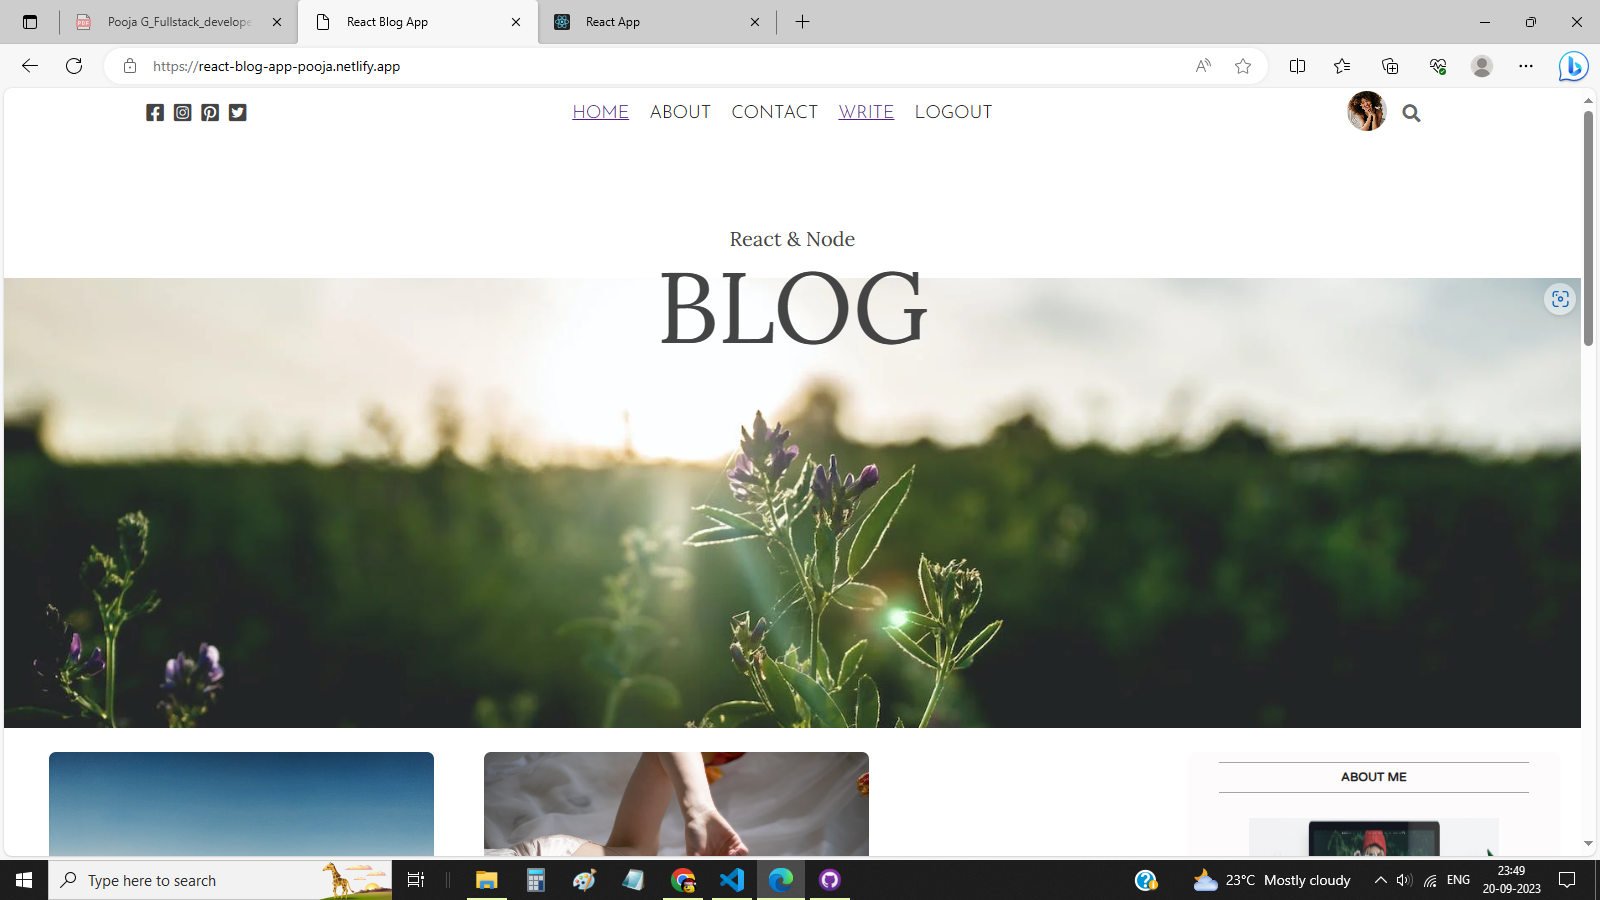 Pooja G_Fullstack_develope
React Blog App
React App
https://react-blog-app-pooja.netlify.app
HOME ABOUT CONTACT WRITE LOGOUT
React & Node
BLOG
ABOUT ME
Type here to search
23°C Mostly cloudy
ENG
23:49
20-09-2023